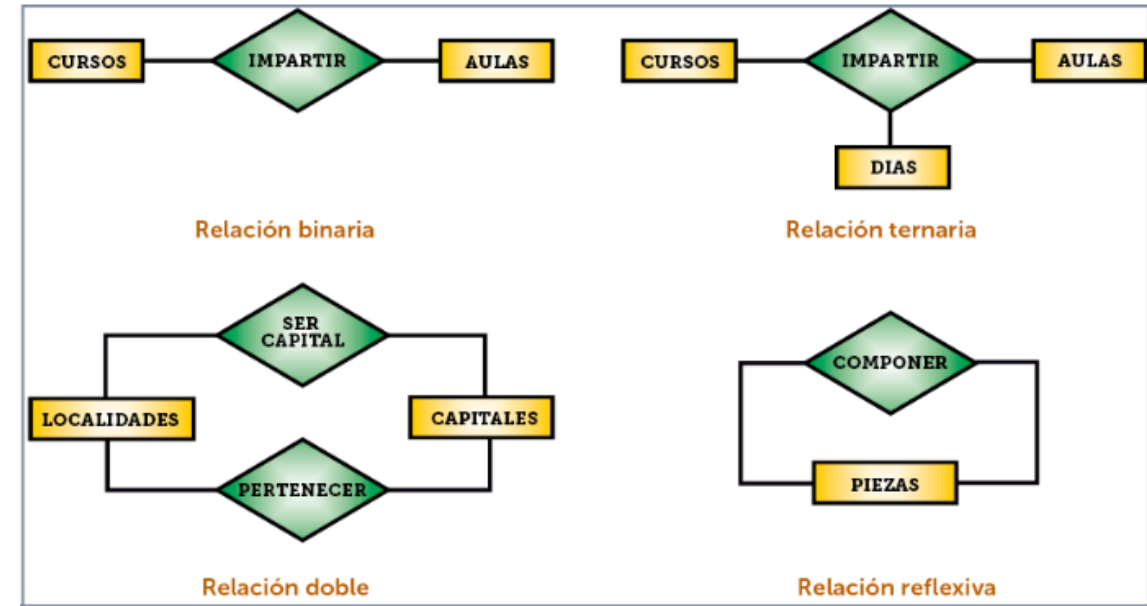 CURSOS
IMPARTIR
AULAS
Relación binaria
CURSOS
IMPARTIR
AULAS
DIAS
Relación ternaria
SER
CAPITAL
LOCALIDADES
CAPITALES
PERTENECER
Relación doble
COMPONER
PIEZAS
Relación reflexiva